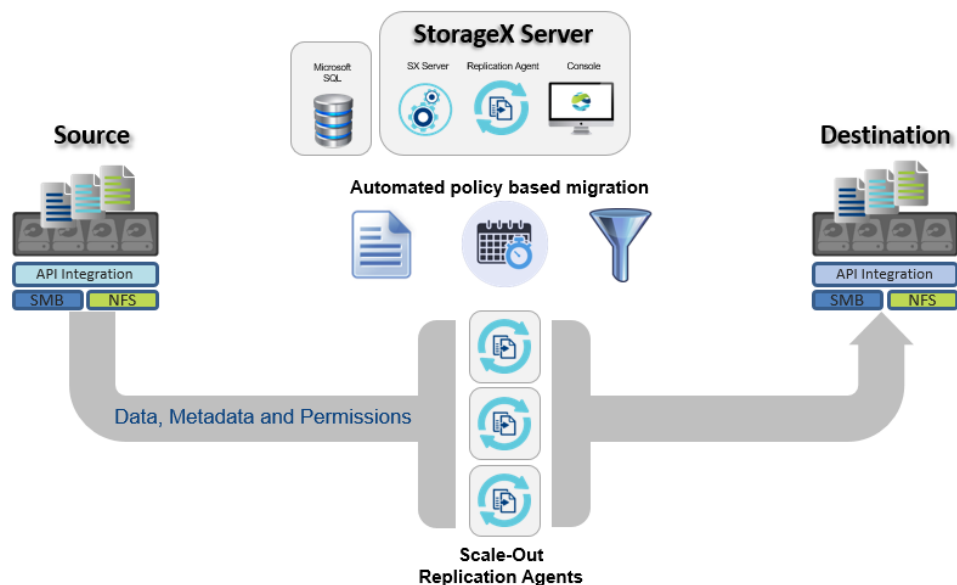 StorageX Server
Microsoft
SQL
SX Server
Replication Agent
Console
Source
Destination
Automated policy based migration
API Integration
SMB
NFS
API Integration
SMB
NFS
Data, Metadata and Permissions
Scale-Out
Replication Agents